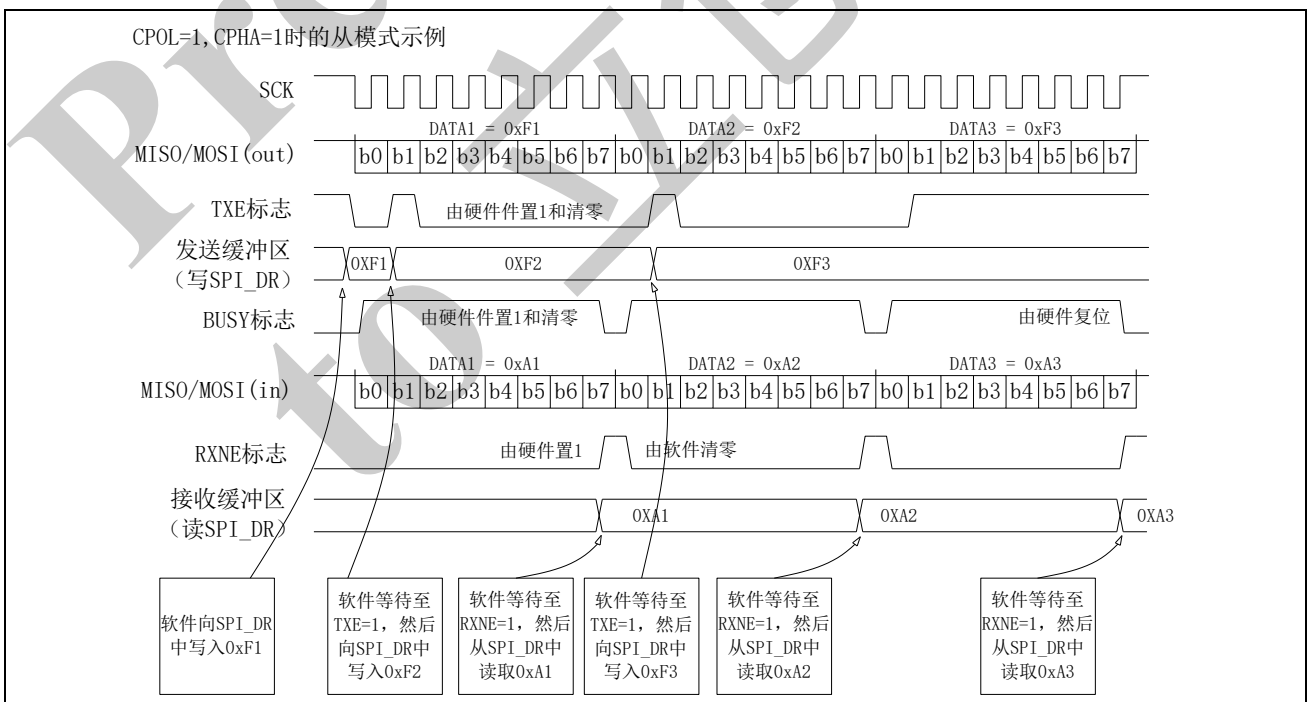 CPOL=1,CPHA=1时的从模式示例
SCK
DATA1 = 0xF1 DATA2 = 0xF2 DATA3 = 0xF3
MISO/MOSI(out) b0 b1 b2 b3 b4 b5 b6 b7 b0 b1 b2 b3 b4 b5 b6 b7 b0 b1 b2 b3 b4 b5 b6 b7
TXE标志 由硬件件置1和清零
发送缓冲区
(写SPI_DR) 0XF1 0XF2 0XF3
BUSY标志 由硬件件置1和清零 由硬件复位
DATA1 = 0xA1 DATA2 = 0xA2 DATA3 = 0xA3
MISO/MOSI(in) b0 b1 b2 b3 b4 b5 b6 b7 b0 b1 b2 b3 b4 b5 b6 b7 b0 b1 b2 b3 b4 b5 b6 b7
RXNE标志 由硬件置1 由软件清零
接收缓冲区
(读SPI_DR) 0XA1 0XA2 0XA3
软件向SPI_DR
中写入0xF1
软件等待至
TXE=1，然后
向SPI_DR中
写入0xF2
软件等待至
RXNE=1，然后
从SPI_DR中
读取0xA1
软件等待至
TXE=1，然后
向SPI_DR中
写入0xF3
软件等待至
RXNE=1，然后
从SPI_DR中
读取0xA2
软件等待至
RXNE=1，然后
从SPI_DR中
读取0xA3
to 立